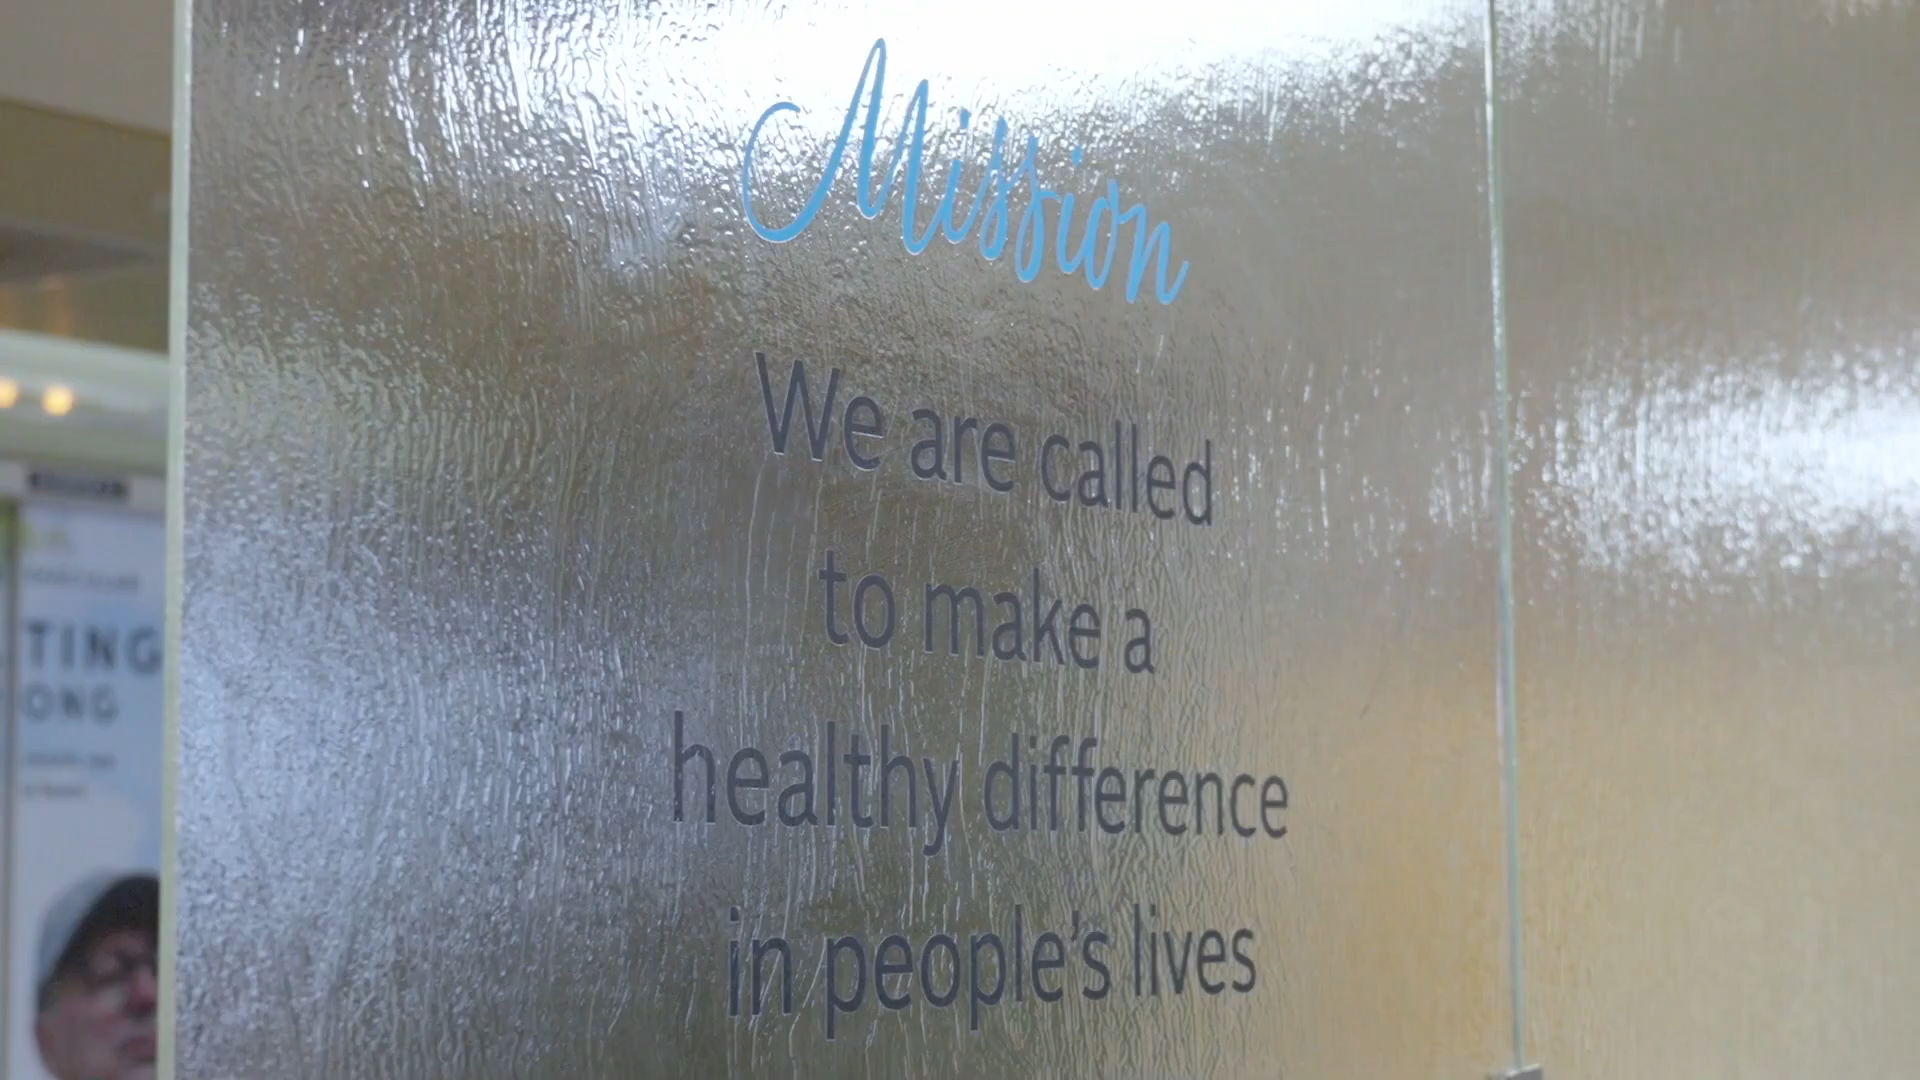 Mission
We are called
to make a
healthy difference
in people's lives
TING
ONG